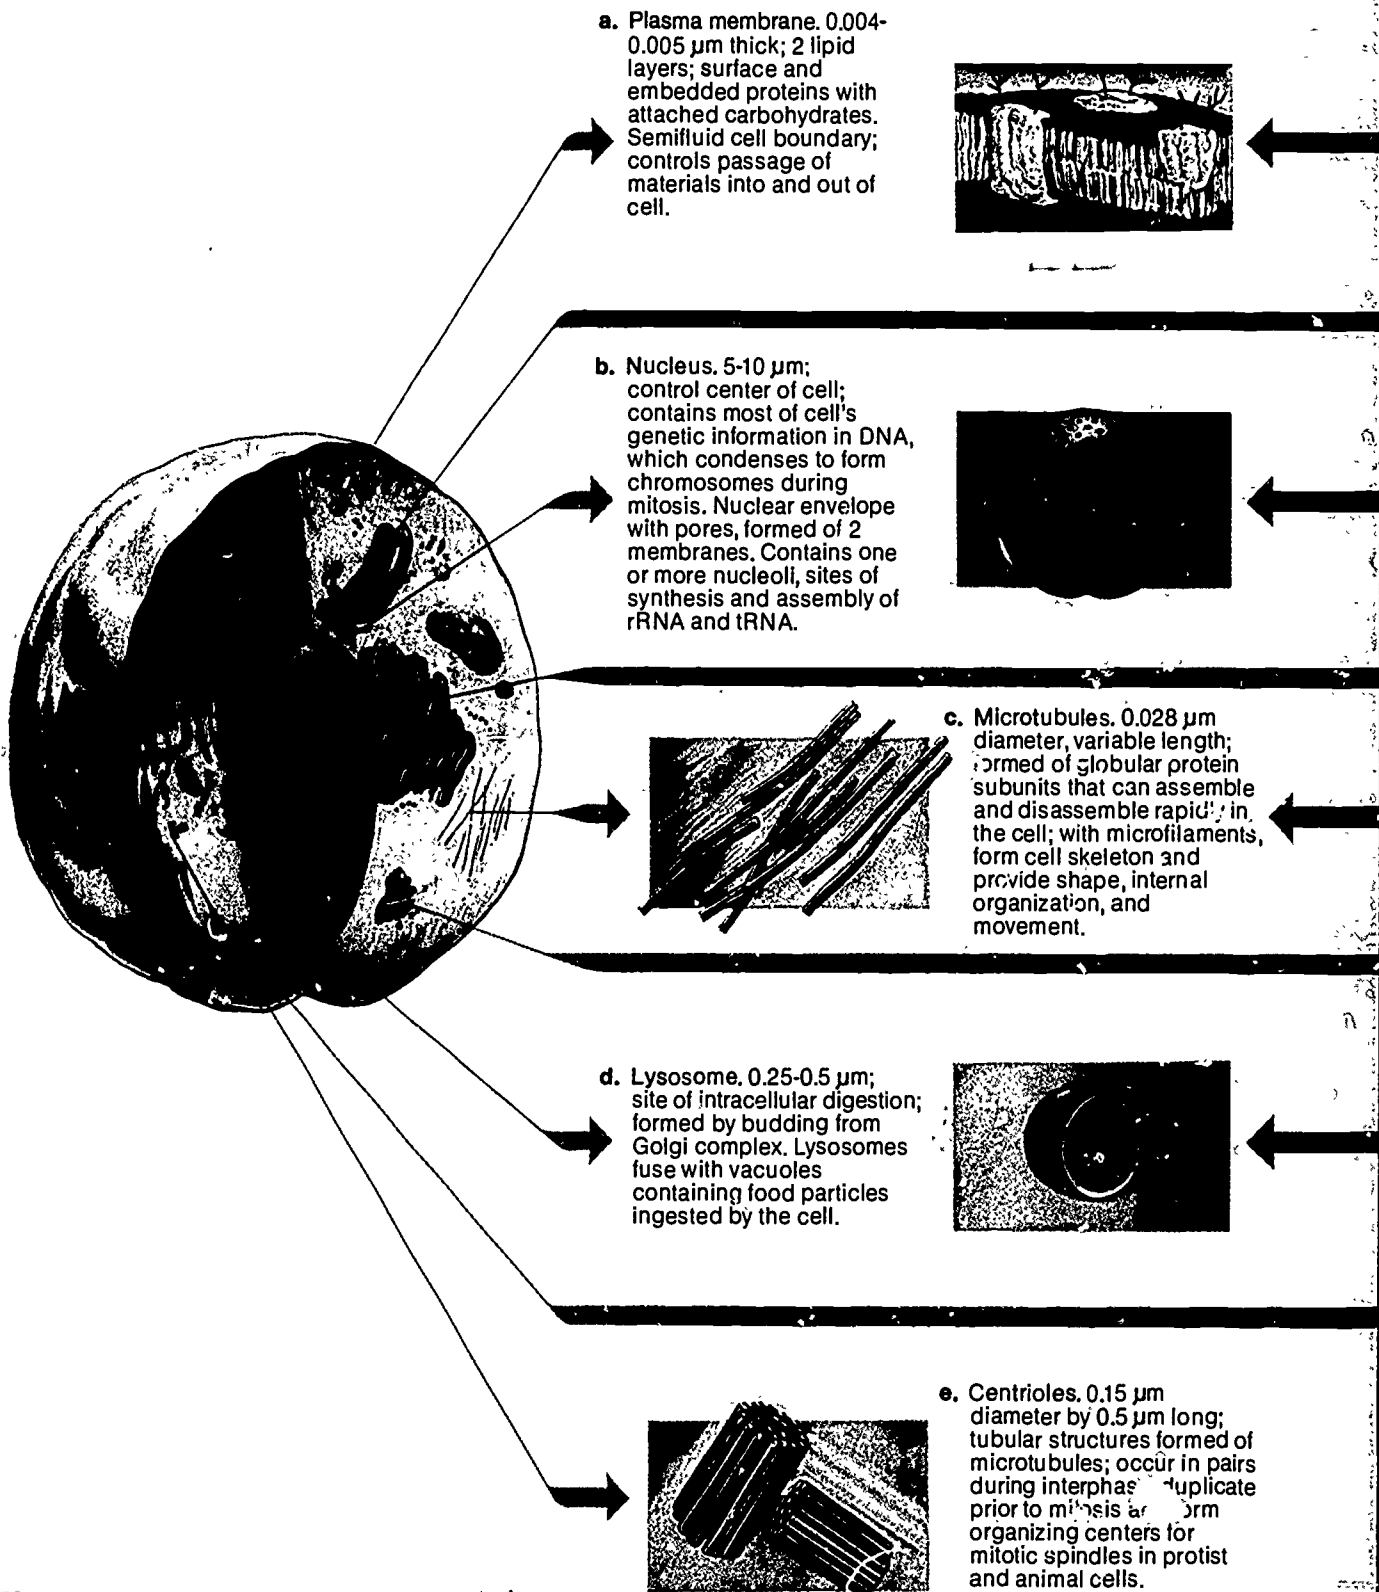 a. Plasma membrane. 0.004-
0.005 µm thick; 2 lipid
layers; surface and
embedded proteins with
attached carbohydrates.
Semifluid cell boundary;
controls passage of
materials into and out of
cell.
b. Nucleus. 5-10 µm;
control center of cell;
contains most of cell's
genetic information in DNA,
which condenses to form
chromosomes during
mitosis. Nuclear envelope
with pores, formed of 2
membranes. Contains one
or more nucleoli, sites of
synthesis and assembly of
rRNA and tRNA.
c. Microtubules. 0.028 µm
diameter, variable length;
formed of globular protein
subunits that can assemble
and disassemble rapidly in
the cell; with microfilaments,
form cell skeleton and
provide shape, internal
organization, and
movement.
d. Lysosome. 0.25-0.5 µm;
site of intracellular digestion;
formed by budding from
Golgi complex. Lysosomes
fuse with vacuoles
containing food particles
ingested by the cell.
e. Centrioles. 0.15 µm
diameter by 0.5 µm long;
tubular structures formed of
microtubules; occur in pairs
during duplicate
prior to mitosis
organizing centers for
mitotic spindles in protist
and animal cells.